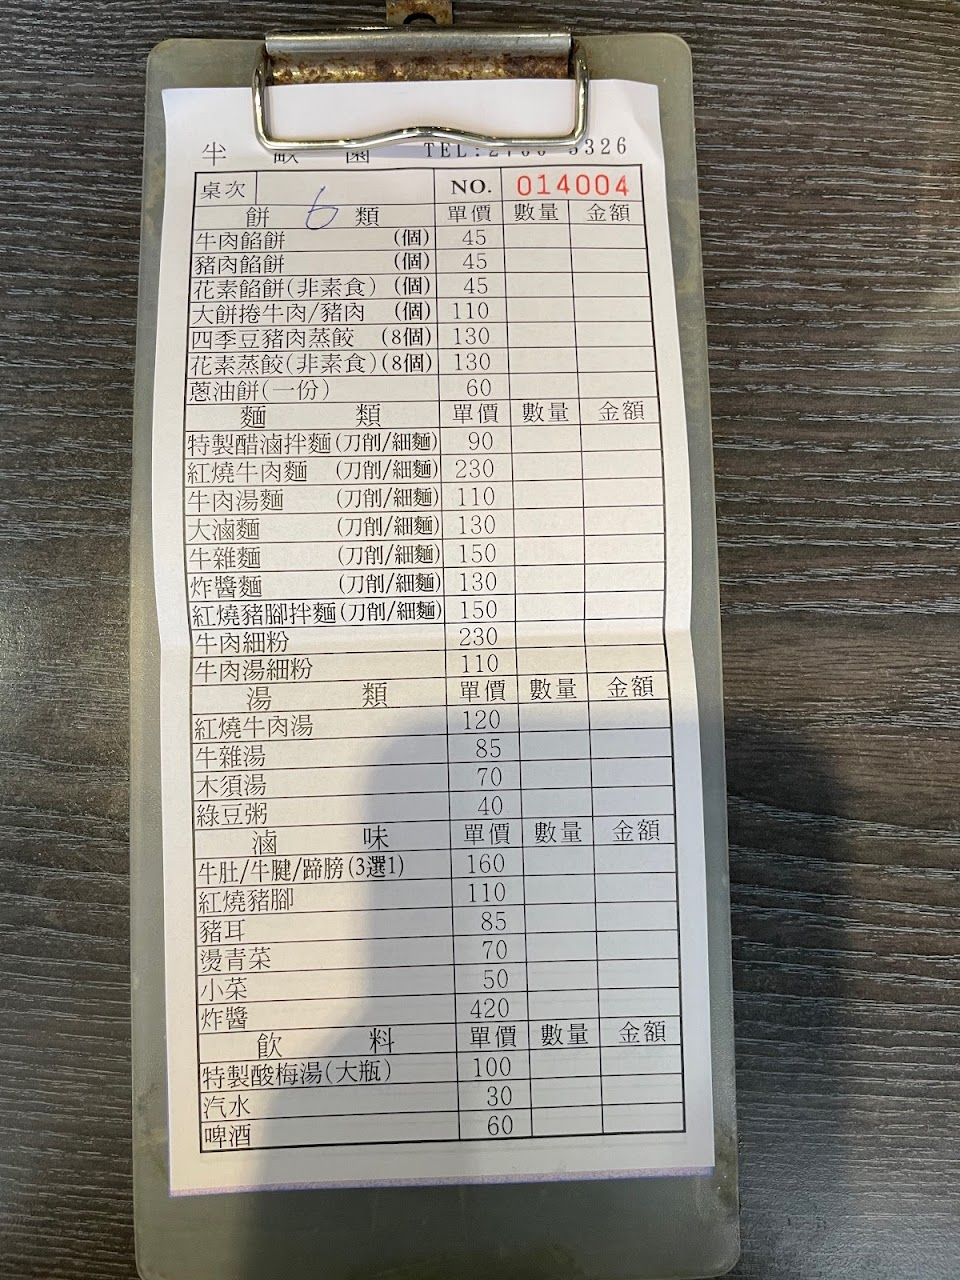 半畝園 TEL:2700 5326
桌次 6 NO. 014004
餅類 單價 數量 金額
牛肉餡餅 (個) 45
豬肉餡餅 (個) 45
花素餡餅(非素食) (個) 45
大餅捲牛肉/豬肉 (個) 110
四季豆豬肉蒸餃 (8個) 130
花素蒸餃(非素食) (8個) 130
蔥油餅(一份) 60
麵類 單價 數量 金額
特製醋滷拌麵(刀削/細麵) 90
紅燒牛肉麵 (刀削/細麵) 230
牛肉湯麵 (刀削/細麵) 110
大滷麵 (刀削/細麵) 130
牛雜麵 (刀削/細麵) 150
炸醬麵 (刀削/細麵) 130
紅燒豬腳拌麵(刀削/細麵) 150
牛肉細粉 230
牛肉湯細粉 110
湯類 單價 數量 金額
紅燒牛肉湯 120
牛雜湯 85
木須湯 70
綠豆粥 40
滷味 單價 數量 金額
牛肚/牛腱/蹄膀(3選1) 160
紅燒豬腳 110
豬耳 85
燙青菜 70
小菜 50
炸醬 420
飲料 單價 數量 金額
特製酸梅湯(大瓶) 100
汽水 30
啤酒 60